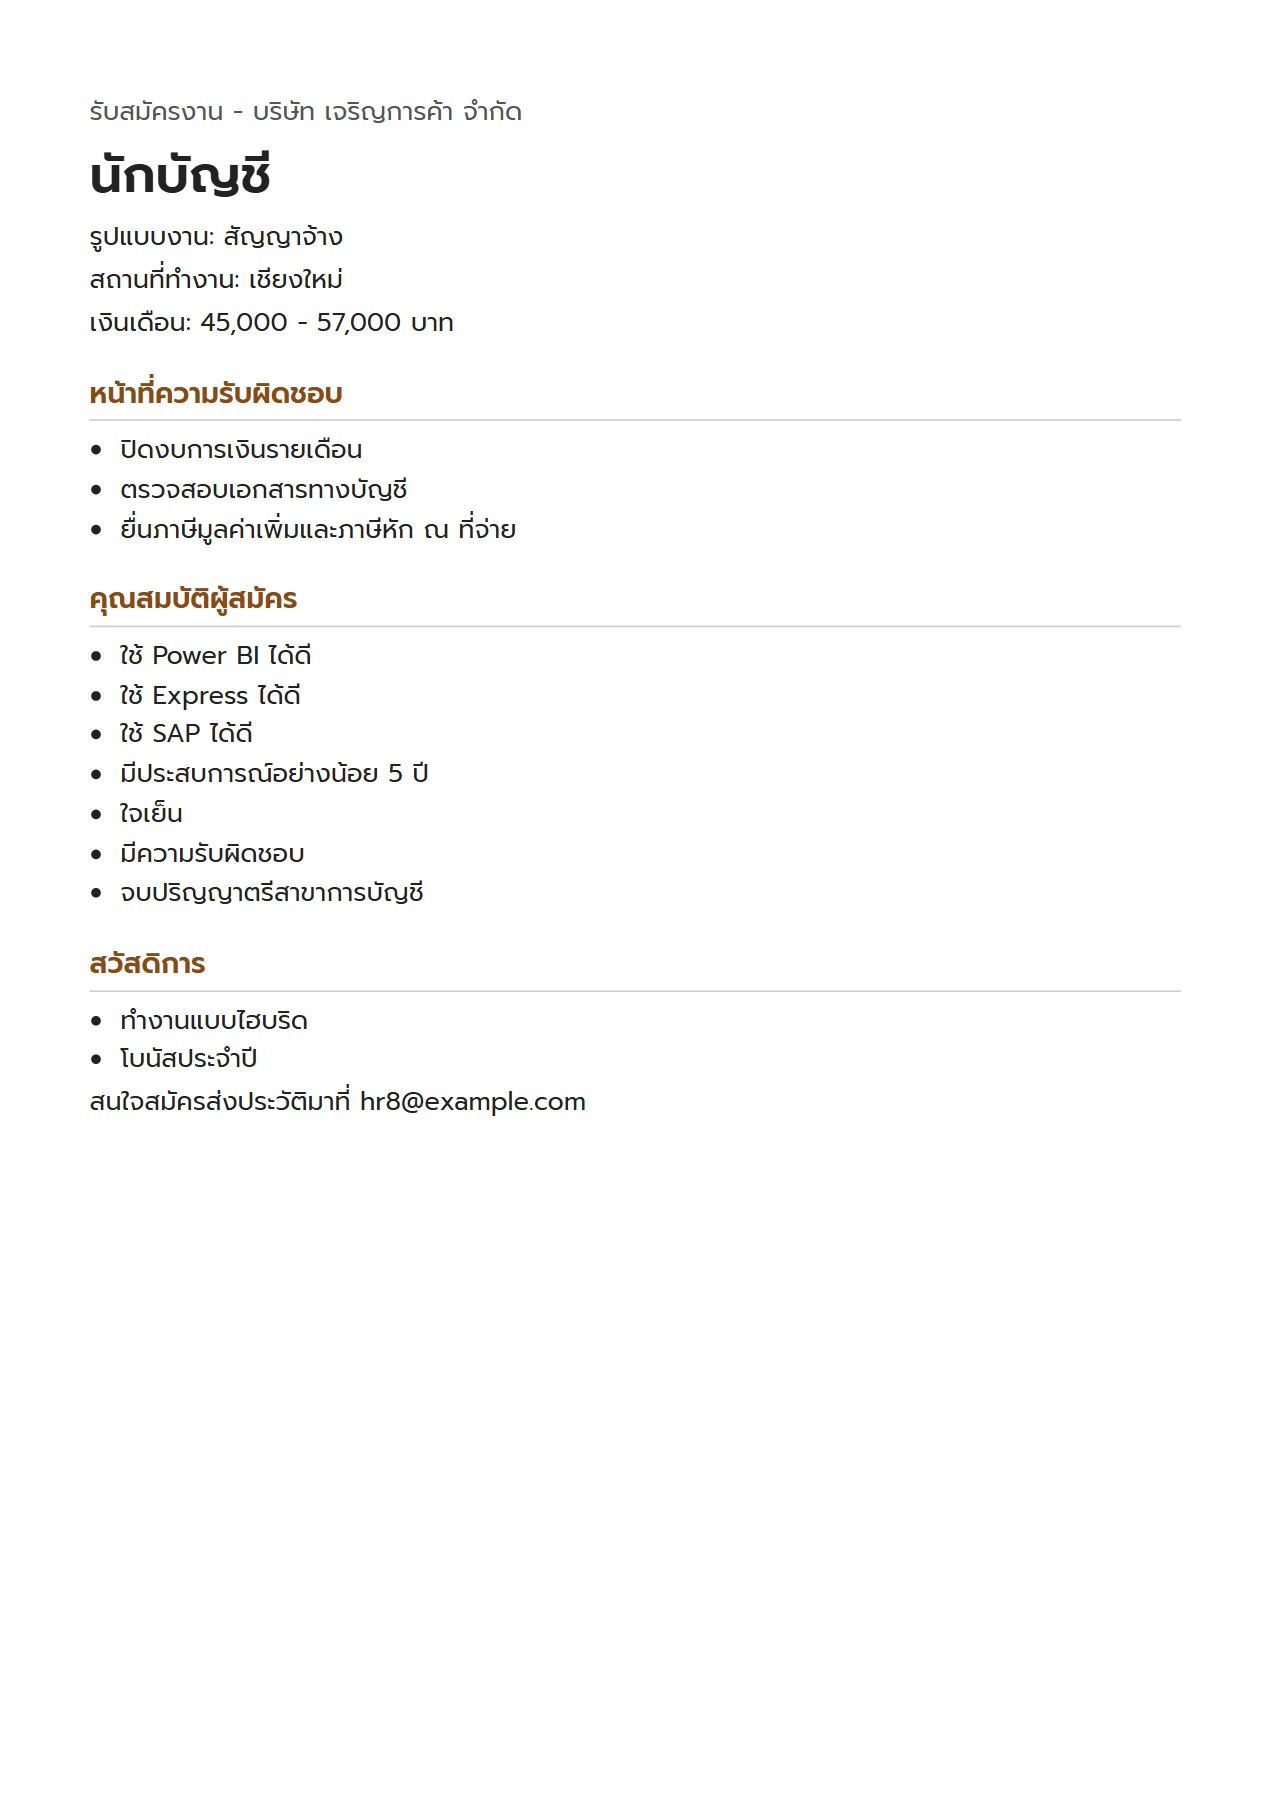 รับสมัครงาน - บริษัท เจริญการค้า จำกัด
นักบัญชี
รูปแบบงาน: สัญญาจ้าง
สถานที่ทำงาน: เชียงใหม่
เงินเดือน: 45,000 - 57,000 บาท
หน้าที่ความรับผิดชอบ
• ปิดงบการเงินรายเดือน
• ตรวจสอบเอกสารทางบัญชี
• ยื่นภาษีมูลค่าเพิ่มและภาษีหัก ณ ที่จ่าย
คุณสมบัติผู้สมัคร
• ใช้ Power BI ได้ดี
• ใช้ Express ได้ดี
• ใช้ SAP ได้ดี
• มีประสบการณ์อย่างน้อย 5 ปี
• ใจเย็น
• มีความรับผิดชอบ
• จบปริญญาตรีสาขาการบัญชี
สวัสดิการ
• ทำงานแบบไฮบริด
• โบนัสประจำปี
สนใจสมัครส่งประวัติมาที่ hr8@example.com